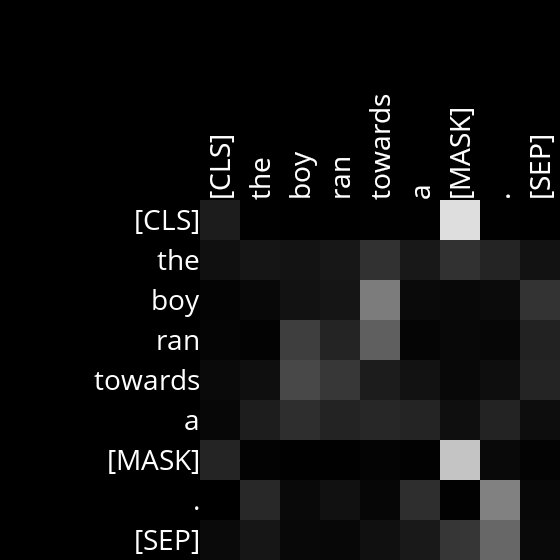 [CLS] the boy ran towards a [MASK] . [SEP]
[CLS]
the
boy
ran
towards
a
[MASK]
.
[SEP]